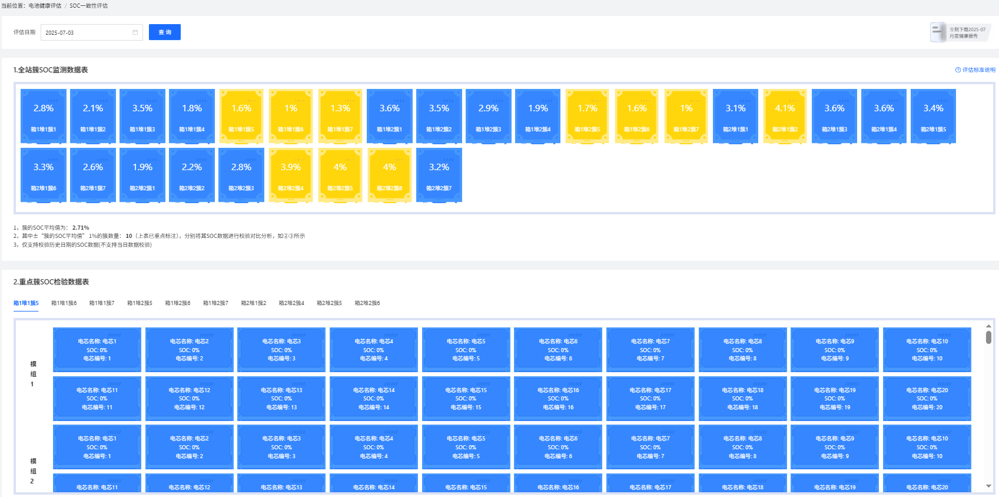 当前位置: 电池健康评估 / SOC一致性评估
评估日期 2025-07-03 查 询
立刻下载2025-07
月度健康报告
1.全站簇SOC监测数据表
评估标准说明
2.8% 2.1% 3.5% 1.8% 1.6% 1% 1.3% 3.6% 3.5% 2.9% 1.9% 1.7% 1.6% 1% 3.1% 4.1% 3.6% 3.6% 3.4%
箱1堆1簇1 箱1堆1簇2 箱1堆1簇3 箱1堆1簇4 箱1堆1簇5 箱1堆1簇6 箱1堆1簇7 箱1堆2簇1 箱1堆2簇2 箱1堆2簇3 箱1堆2簇4 箱1堆2簇5 箱1堆2簇6 箱1堆2簇7 箱2堆1簇1 箱2堆1簇2 箱2堆1簇3 箱2堆1簇4 箱2堆1簇5
3.3% 2.6% 1.9% 2.2% 2.8% 3.9% 4% 4% 3.2%
箱2堆1簇6 箱2堆1簇7 箱2堆2簇1 箱2堆2簇2 箱2堆2簇3 箱2堆2簇4 箱2堆2簇5 箱2堆2簇6 箱2堆2簇7
1，簇的SOC平均值为： 2.71%
2，其中±“簇的SOC平均值” 1%的簇数量： 10（上表已重点标注），分别将其SOC数据进行校验对比分析，如②③所示
3，仅支持校验历史日期的SOC数据(不支持当日数据校验)
2.重点簇SOC检验数据表
箱1堆1簇5 箱1堆1簇6 箱1堆1簇7 箱1堆2簇5 箱1堆2簇6 箱1堆2簇7 箱2堆1簇2 箱2堆2簇4 箱2堆2簇5 箱2堆2簇6
模
组
1
电芯名称: 电芯1 电芯名称: 电芯2 电芯名称: 电芯3 电芯名称: 电芯4 电芯名称: 电芯5 电芯名称: 电芯6 电芯名称: 电芯7 电芯名称: 电芯8 电芯名称: 电芯9 电芯名称: 电芯10
SOC: 0% SOC: 0% SOC: 0% SOC: 0% SOC: 0% SOC: 0% SOC: 0% SOC: 0% SOC: 0% SOC: 0%
电芯编号: 1 电芯编号: 2 电芯编号: 3 电芯编号: 4 电芯编号: 5 电芯编号: 6 电芯编号: 7 电芯编号: 8 电芯编号: 9 电芯编号: 10
电芯名称: 电芯11 电芯名称: 电芯12 电芯名称: 电芯13 电芯名称: 电芯14 电芯名称: 电芯15 电芯名称: 电芯16 电芯名称: 电芯17 电芯名称: 电芯18 电芯名称: 电芯19 电芯名称: 电芯20
SOC: 0% SOC: 0% SOC: 0% SOC: 0% SOC: 0% SOC: 0% SOC: 0% SOC: 0% SOC: 0% SOC: 0%
电芯编号: 11 电芯编号: 12 电芯编号: 13 电芯编号: 14 电芯编号: 15 电芯编号: 16 电芯编号: 17 电芯编号: 18 电芯编号: 19 电芯编号: 20
模
组
2
电芯名称: 电芯1 电芯名称: 电芯2 电芯名称: 电芯3 电芯名称: 电芯4 电芯名称: 电芯5 电芯名称: 电芯6 电芯名称: 电芯7 电芯名称: 电芯8 电芯名称: 电芯9 电芯名称: 电芯10
SOC: 0% SOC: 0% SOC: 0% SOC: 0% SOC: 0% SOC: 0% SOC: 0% SOC: 0% SOC: 0% SOC: 0%
电芯编号: 1 电芯编号: 2 电芯编号: 3 电芯编号: 4 电芯编号: 5 电芯编号: 6 电芯编号: 7 电芯编号: 8 电芯编号: 9 电芯编号: 10
电芯名称: 电芯11 电芯名称: 电芯12 电芯名称: 电芯13 电芯名称: 电芯14 电芯名称: 电芯15 电芯名称: 电芯16 电芯名称: 电芯17 电芯名称: 电芯18 电芯名称: 电芯19 电芯名称: 电芯20